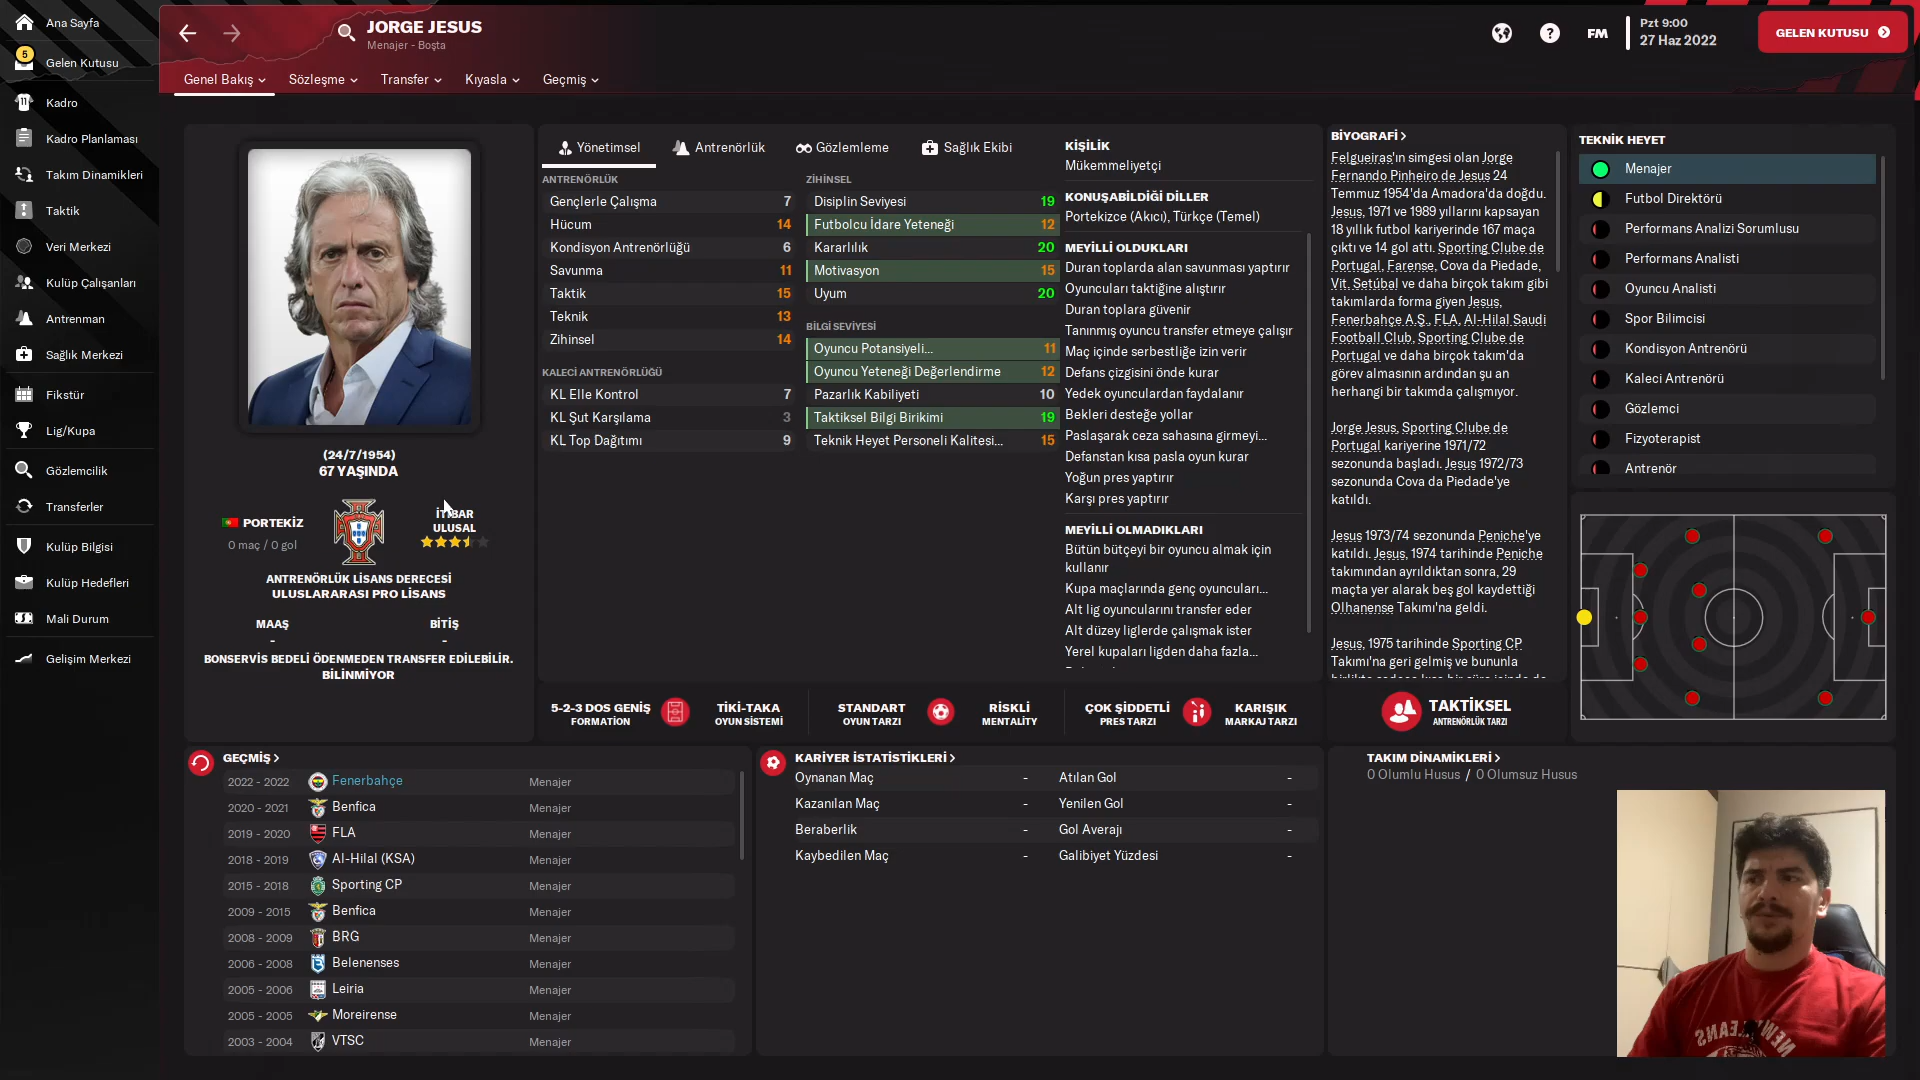 Ana Sayfa
5
Gelen Kutusu
Kadro
Kadro Planlaması
Takım Dinamikleri
Taktik
Veri Merkezi
Kulüp Çalışanları
Antrenman
Sağlık Merkezi
Fikstür
Lig/Kupa
Gözlemcilik
Transferler
Kulüp Bilgisi
Kulüp Hedefleri
Mali Durum
Gelişim Merkezi
JORGE JESUS
Menajer - Boşta
FM
Pzt 9:00
27 Haz 2022
GELEN KUTUSU
Genel Bakış
Sözleşme
Transfer
Kıyasla
Geçmiş
(24/7/1954)
67 YAŞINDA
PORTEKİZ
0 maç / 0 gol
İTİBAR
ULUSAL
ANTRENÖRLÜK LİSANS DERECESİ
ULUSLARARASI PRO LİSANS
MAAŞ
BİTİŞ
-
-
BONSERVİS BEDELİ ÖDENMEDEN TRANSFER EDİLEBİLİR.
BİLİNMİYOR
Yönetimsel
Antrenörlük
Gözlemleme
Sağlık Ekibi
ANTRENÖRLÜK
Gençlerle Çalışma 7
Hücum 14
Kondisyon Antrenörlüğü 6
Savunma 11
Taktik 15
Teknik 13
Zihinsel 14
KALECİ ANTRENÖRLÜĞÜ
KL Elle Kontrol 7
KL Şut Karşılama 3
KL Top Dağıtımı 9
ZİHİNSEL
Disiplin Seviyesi 19
Futbolcu İdare Yeteneği 12
Kararlılık 20
Motivasyon 15
Uyum 20
BİLGİ SEVİYESİ
Oyuncu Potansiyeli... 11
Oyuncu Yeteneği Değerlendirme 12
Pazarlık Kabiliyeti 10
Taktiksel Bilgi Birikimi 19
Teknik Heyet Personeli Kalitesi... 15
KİŞİLİK
Mükemmeliyetçi
KONUŞABİLDİĞİ DİLLER
Portekizce (Akıcı), Türkçe (Temel)
MEYİLLİ OLDUKLARI
Duran toplarda alan savunması yaptırır
Oyuncuları taktiğine alıştırır
Duran toplara güvenir
Tanınmış oyuncu transfer etmeye çalışır
Maç içinde serbestliğe izin verir
Defans çizgisini önde kurar
Yedek oyunculardan faydalanır
Bekleri desteğe yollar
Paslaşarak ceza sahasına girmeyi...
Defanstan kısa pasla oyun kurar
Yoğun pres yaptırır
Karşı pres yaptırır
MEYİLLİ OLMADIKLARI
Bütün bütçeyi bir oyuncu almak için
kullanır
Kupa maçlarında genç oyuncuları...
Alt lig oyuncularını transfer eder
Alt düzey liglerde çalışmak ister
Yerel kupaları ligden daha fazla...
5-2-3 DOS GENİŞ
FORMATION
TİKİ-TAKA
OYUN SİSTEMİ
STANDART
OYUN TARZI
RİSKLİ
MENTALITY
ÇOK ŞİDDETLİ
PRES TARZI
KARIŞIK
MARKAJ TARZI
BİYOGRAFİ
Felgueiras'ın simgesi olan Jorge
Fernando Pinheiro de Jesus 24
Temmuz 1954'da Amadora'da doğdu.
Jesus, 1971 ve 1989 yıllarını kapsayan
18 yıllık futbol kariyerinde 167 maça
çıktı ve 14 gol attı. Sporting Clube de
Portugal, Farense, Cova da Piedade,
Vit. Setúbal ve daha birçok takım gibi
takımlarda forma giyen Jesus,
Fenerbahçe A.Ş., FLA, Al-Hilal Saudi
Football Club, Sporting Clube de
Portugal ve daha birçok takım'da
görev almasının ardından şu an
herhangi bir takımda çalışmıyor.
Jorge Jesus, Sporting Clube de
Portugal kariyerine 1971/72
sezonunda başladı. Jesus 1972/73
sezonunda Cova da Piedade'ye
katıldı.
Jesus 1973/74 sezonunda Peniche'ye
katıldı. Jesus, 1974 tarihinde Peniche
takımından ayrıldıktan sonra, 29
maçta yer alarak beş gol kaydettiği
Olhanense Takımı'na geldi.
Jesus, 1975 tarihinde Sporting CP
Takımı'na geri gelmiş ve bununla
TAKTİKSEL
ANTRENÖRLÜK TARZI
TEKNİK HEYET
Menajer
Futbol Direktörü
Performans Analizi Sorumlusu
Performans Analisti
Oyuncu Analisti
Spor Bilimcisi
Kondisyon Antrenörü
Kaleci Antrenörü
Gözlemci
Fizyoterapist
Antrenör
GEÇMİŞ
2022 - 2022 Fenerbahçe Menajer
2020 - 2021 Benfica Menajer
2019 - 2020 FLA Menajer
2018 - 2019 Al-Hilal (KSA) Menajer
2015 - 2018 Sporting CP Menajer
2009 - 2015 Benfica Menajer
2008 - 2009 BRG Menajer
2006 - 2008 Belenenses Menajer
2005 - 2006 Leiria Menajer
2005 - 2005 Moreirense Menajer
2003 - 2004 VTSC Menajer
KARİYER İSTATİSTİKLERİ
Oynanan Maç - Atılan Gol -
Kazanılan Maç - Yenilen Gol -
Beraberlik - Gol Averajı -
Kaybedilen Maç - Galibiyet Yüzdesi -
TAKIM DİNAMİKLERİ
0 Olumlu Husus / 0 Olumsuz Husus